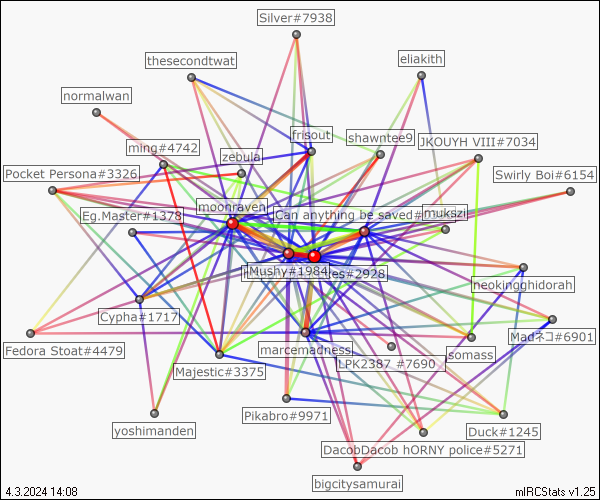 Silver#7938
thesecondtwat
eliakith
normalwan
frisout
shawntee9
ming#4742
JKOUYH VIII#7034
zebula
Pocket Persona#3326
Swirly Boi#6154
moonraven
Eg.Master#1378
Can anything be saved#
mukszi
Mushy#1984
es#2928
neokingghidorah
Cypha#1717
Madネコ#6901
Fedora Stoat#4479
marcemadness
somass
LPK2387_#7690
Majestic#3375
Pikabro#9971
yoshimanden
Duck#1245
DacobDacob hORNY police#5271
bigcitysamurai
4.3.2024 14:08
mIRCStats v1.25